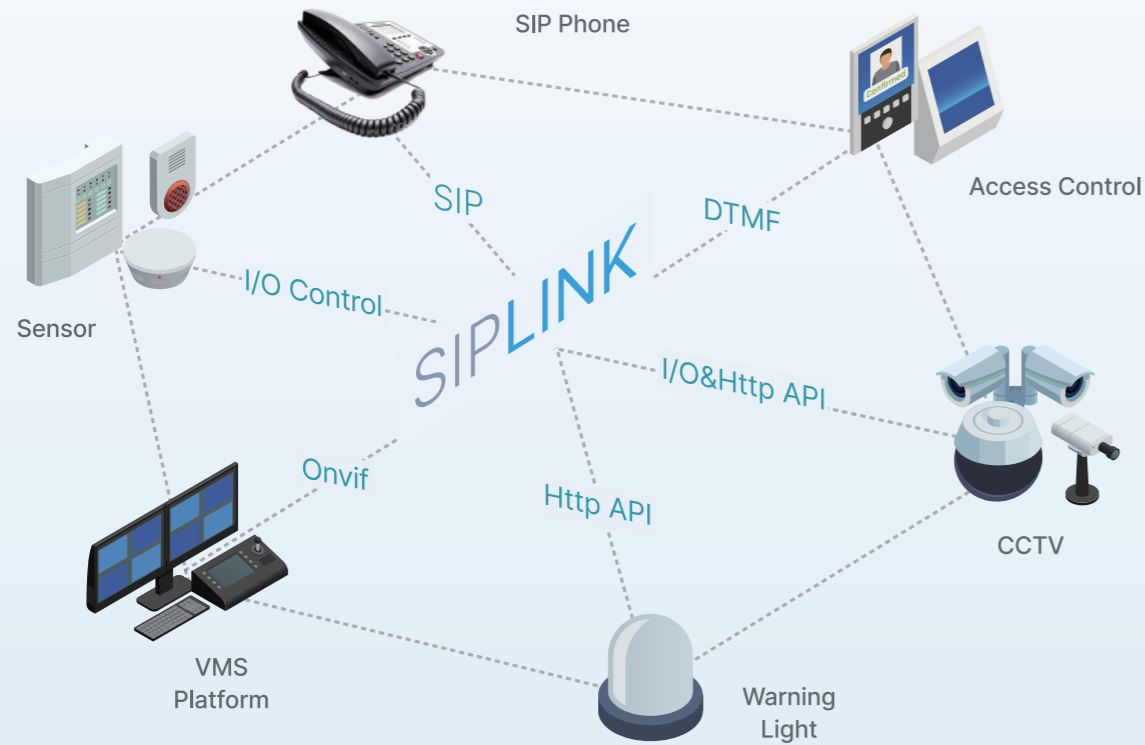 SIP Phone
Confirmed
Access Control
SIP
DTMF
I/O Control
SIPLINK
Sensor
I/O&Http API
Onvif
Http API
CCTV
VMS
Platform
Warning
Light